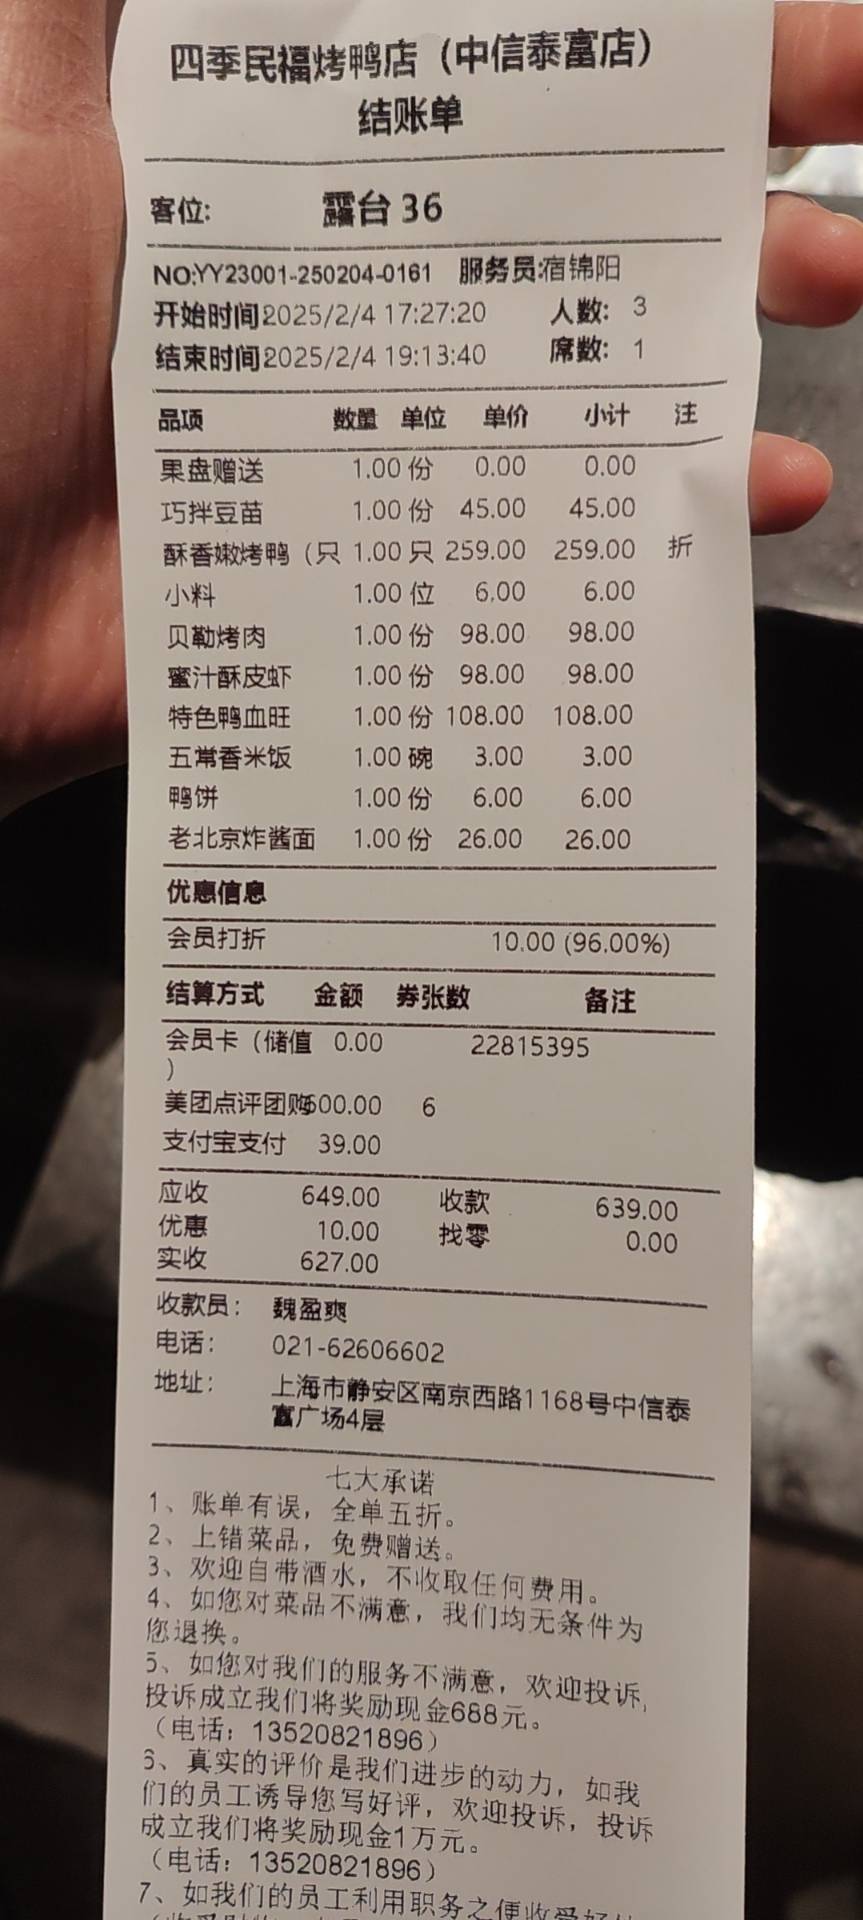 四季民福烤鸭店（中信泰富店）
结账单
客位: 露台 36
NO:YY23001-250204-0161 服务员:宿锦阳
开始时间2025/2/4 17:27:20 人数: 3
结束时间2025/2/4 19:13:40 席数: 1
品项 数量 单位 单价 小计 注
果盘赠送 1.00 份 0.00 0.00
巧拌豆苗 1.00 份 45.00 45.00
酥香嫩烤鸭（只 1.00 只 259.00 259.00 折
小料 1.00 位 6.00 6.00
贝勒烤肉 1.00 份 98.00 98.00
蜜汁酥皮虾 1.00 份 98.00 98.00
特色鸭血旺 1.00 份 108.00 108.00
五常香米饭 1.00 碗 3.00 3.00
鸭饼 1.00 份 6.00 6.00
老北京炸酱面 1.00 份 26.00 26.00
优惠信息
会员打折 10.00 (96.00%)
结算方式 金额 券张数 备注
会员卡（储值 0.00 22815395
）
美团点评团购600.00 6
支付宝支付 39.00
应收 649.00 收款 639.00
优惠 10.00 找零 0.00
实收 627.00
收款员: 魏盈爽
电话: 021-62606602
地址: 上海市静安区南京西路1168号中信泰
富广场4层
七大承诺
1、账单有误，全单五折。
2、上错菜品，免费赠送。
3、欢迎自带酒水，不收取任何费用。
4、如您对菜品不满意，我们均无条件为
您退换。
5、如您对我们的服务不满意，欢迎投诉,
投诉成立我们将奖励现金688元。
（电话：13520821896）
6、真实的评价是我们进步的动力，如我
们的员工诱导您写好评，欢迎投诉，投诉
成立我们将奖励现金1万元。
（电话：13520821896）
7、如我们的员工利用职务之便收受好处